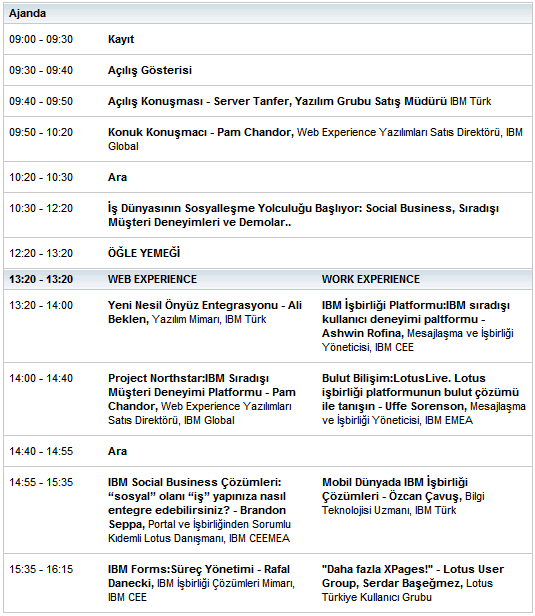 Ajanda
09:00 - 09:30 Kayıt
09:30 - 09:40 Açılış Gösterisi
09:40 - 09:50 Açılış Konuşması - Server Tanfer, Yazılım Grubu Satış Müdürü IBM Türk
09:50 - 10:20 Konuk Konuşmacı - Pam Chandor, Web Experience Yazılımları Satıs Direktörü, IBM
Global
10:20 - 10:30 Ara
10:30 - 12:20 İş Dünyasının Sosyalleşme Yolculuğu Başlıyor: Social Business, Sıradışı
Müşteri Deneyimleri ve Demolar..
12:20 - 13:20 ÖĞLE YEMEĞİ
13:20 - 13:20 WEB EXPERIENCE WORK EXPERIENCE
13:20 - 14:00
Yeni Nesil Önyüz Entegrasyonu - Ali
Beklen, Yazılım Mimarı, IBM Türk
IBM İşbirliği Platformu:IBM sıradışı
kullanıcı deneyimi paltformu -
Ashwin Rofina, Mesajlaşma ve İşbirliği
Yöneticisi, IBM CEE
14:00 - 14:40
Project Northstar:IBM Sıradışı
Müşteri Deneyimi Platformu - Pam
Chandor, Web Experience Yazılımları
Satıs Direktörü, IBM Global
Bulut Bilişim:LotusLive. Lotus
işbirliği platformunun bulut çözümü
ile tanışın - Uffe Sorenson, Mesajlaşma
ve İşbirliği Yöneticisi, IBM EMEA
14:40 - 14:55 Ara
14:55 - 15:35
IBM Social Business Çözümleri:
“sosyal” olanı “iş” yapınıza nasıl
entegre edebilirsiniz? - Brandon
Seppa, Portal ve İşbirliğinden Sorumlu
Kıdemli Lotus Danışmanı, IBM CEEMEA
Mobil Dünyada IBM İşbirliği
Çözümleri - Özcan Çavuş, Bilgi
Teknolojisi Uzmanı, IBM Türk
15:35 - 16:15
IBM Forms:Süreç Yönetimi - Rafal
Danecki, IBM İşbirliği Çözümleri Mimarı,
IBM CEE
"Daha fazla XPages!" - Lotus User
Group, Serdar Başeğmez, Lotus
Türkiye Kullanıcı Grubu